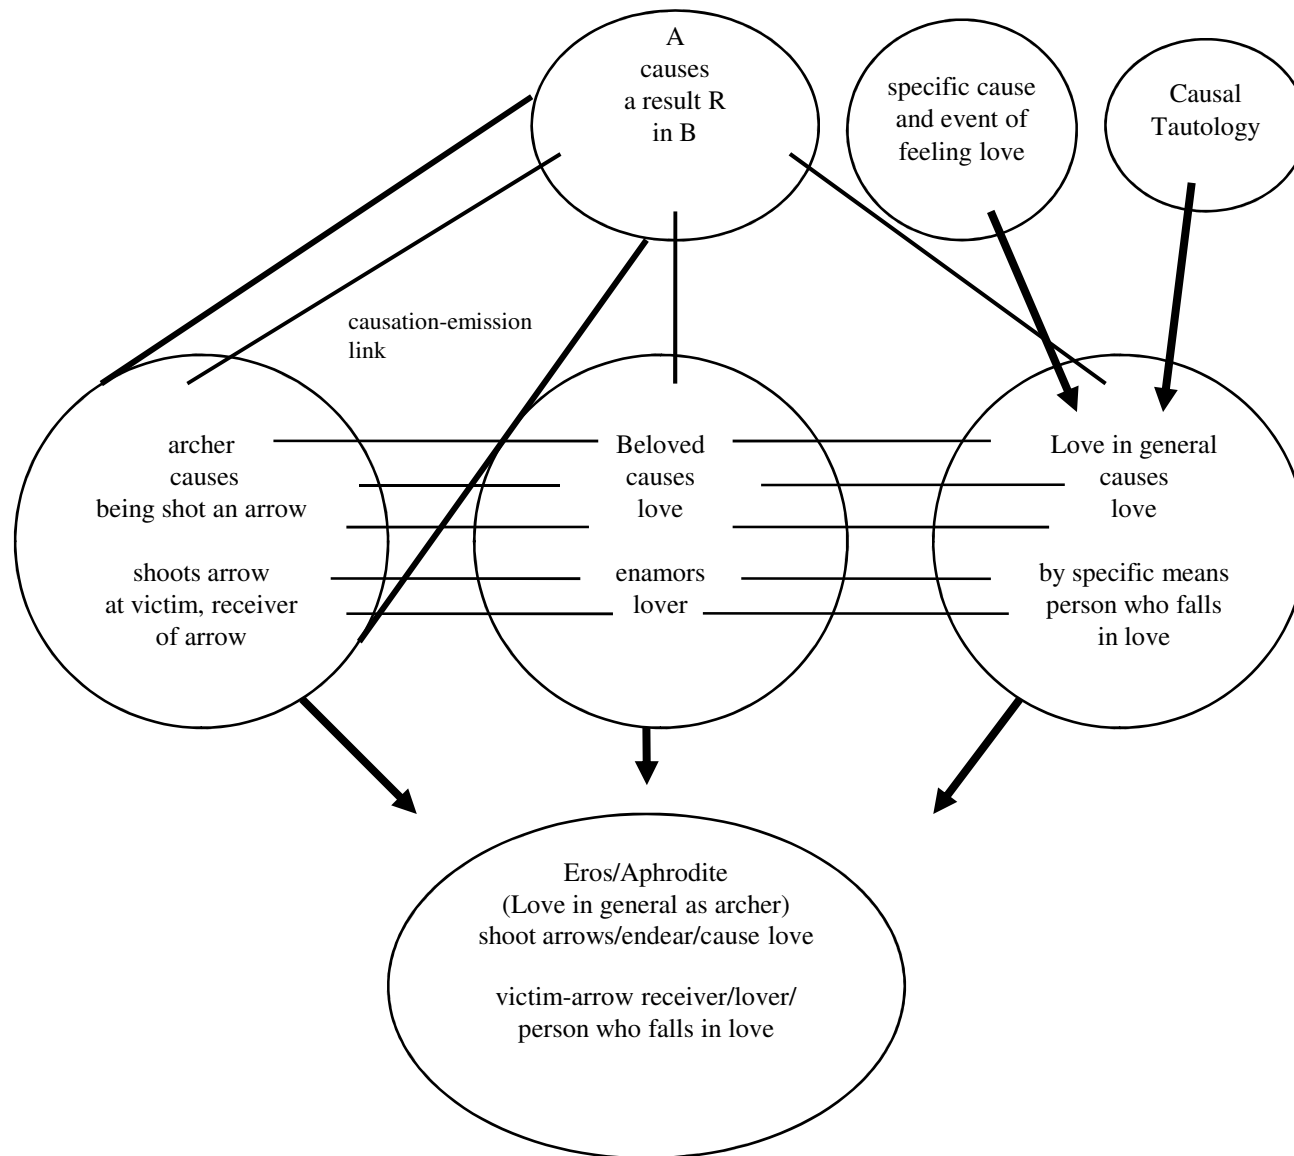 A
causes
a result R
in B
specific cause
and event of
feeling love
Causal
Tautology
causation-emission
link
archer
causes
being shot an arrow
shoots arrow
at victim, receiver
of arrow
Beloved
causes
love
enamors
lover
Love in general
causes
love
by specific means
person who falls
in love
Eros/Aphrodite
(Love in general as archer)
shoot arrows/endear/cause love
victim-arrow receiver/lover/
person who falls in love